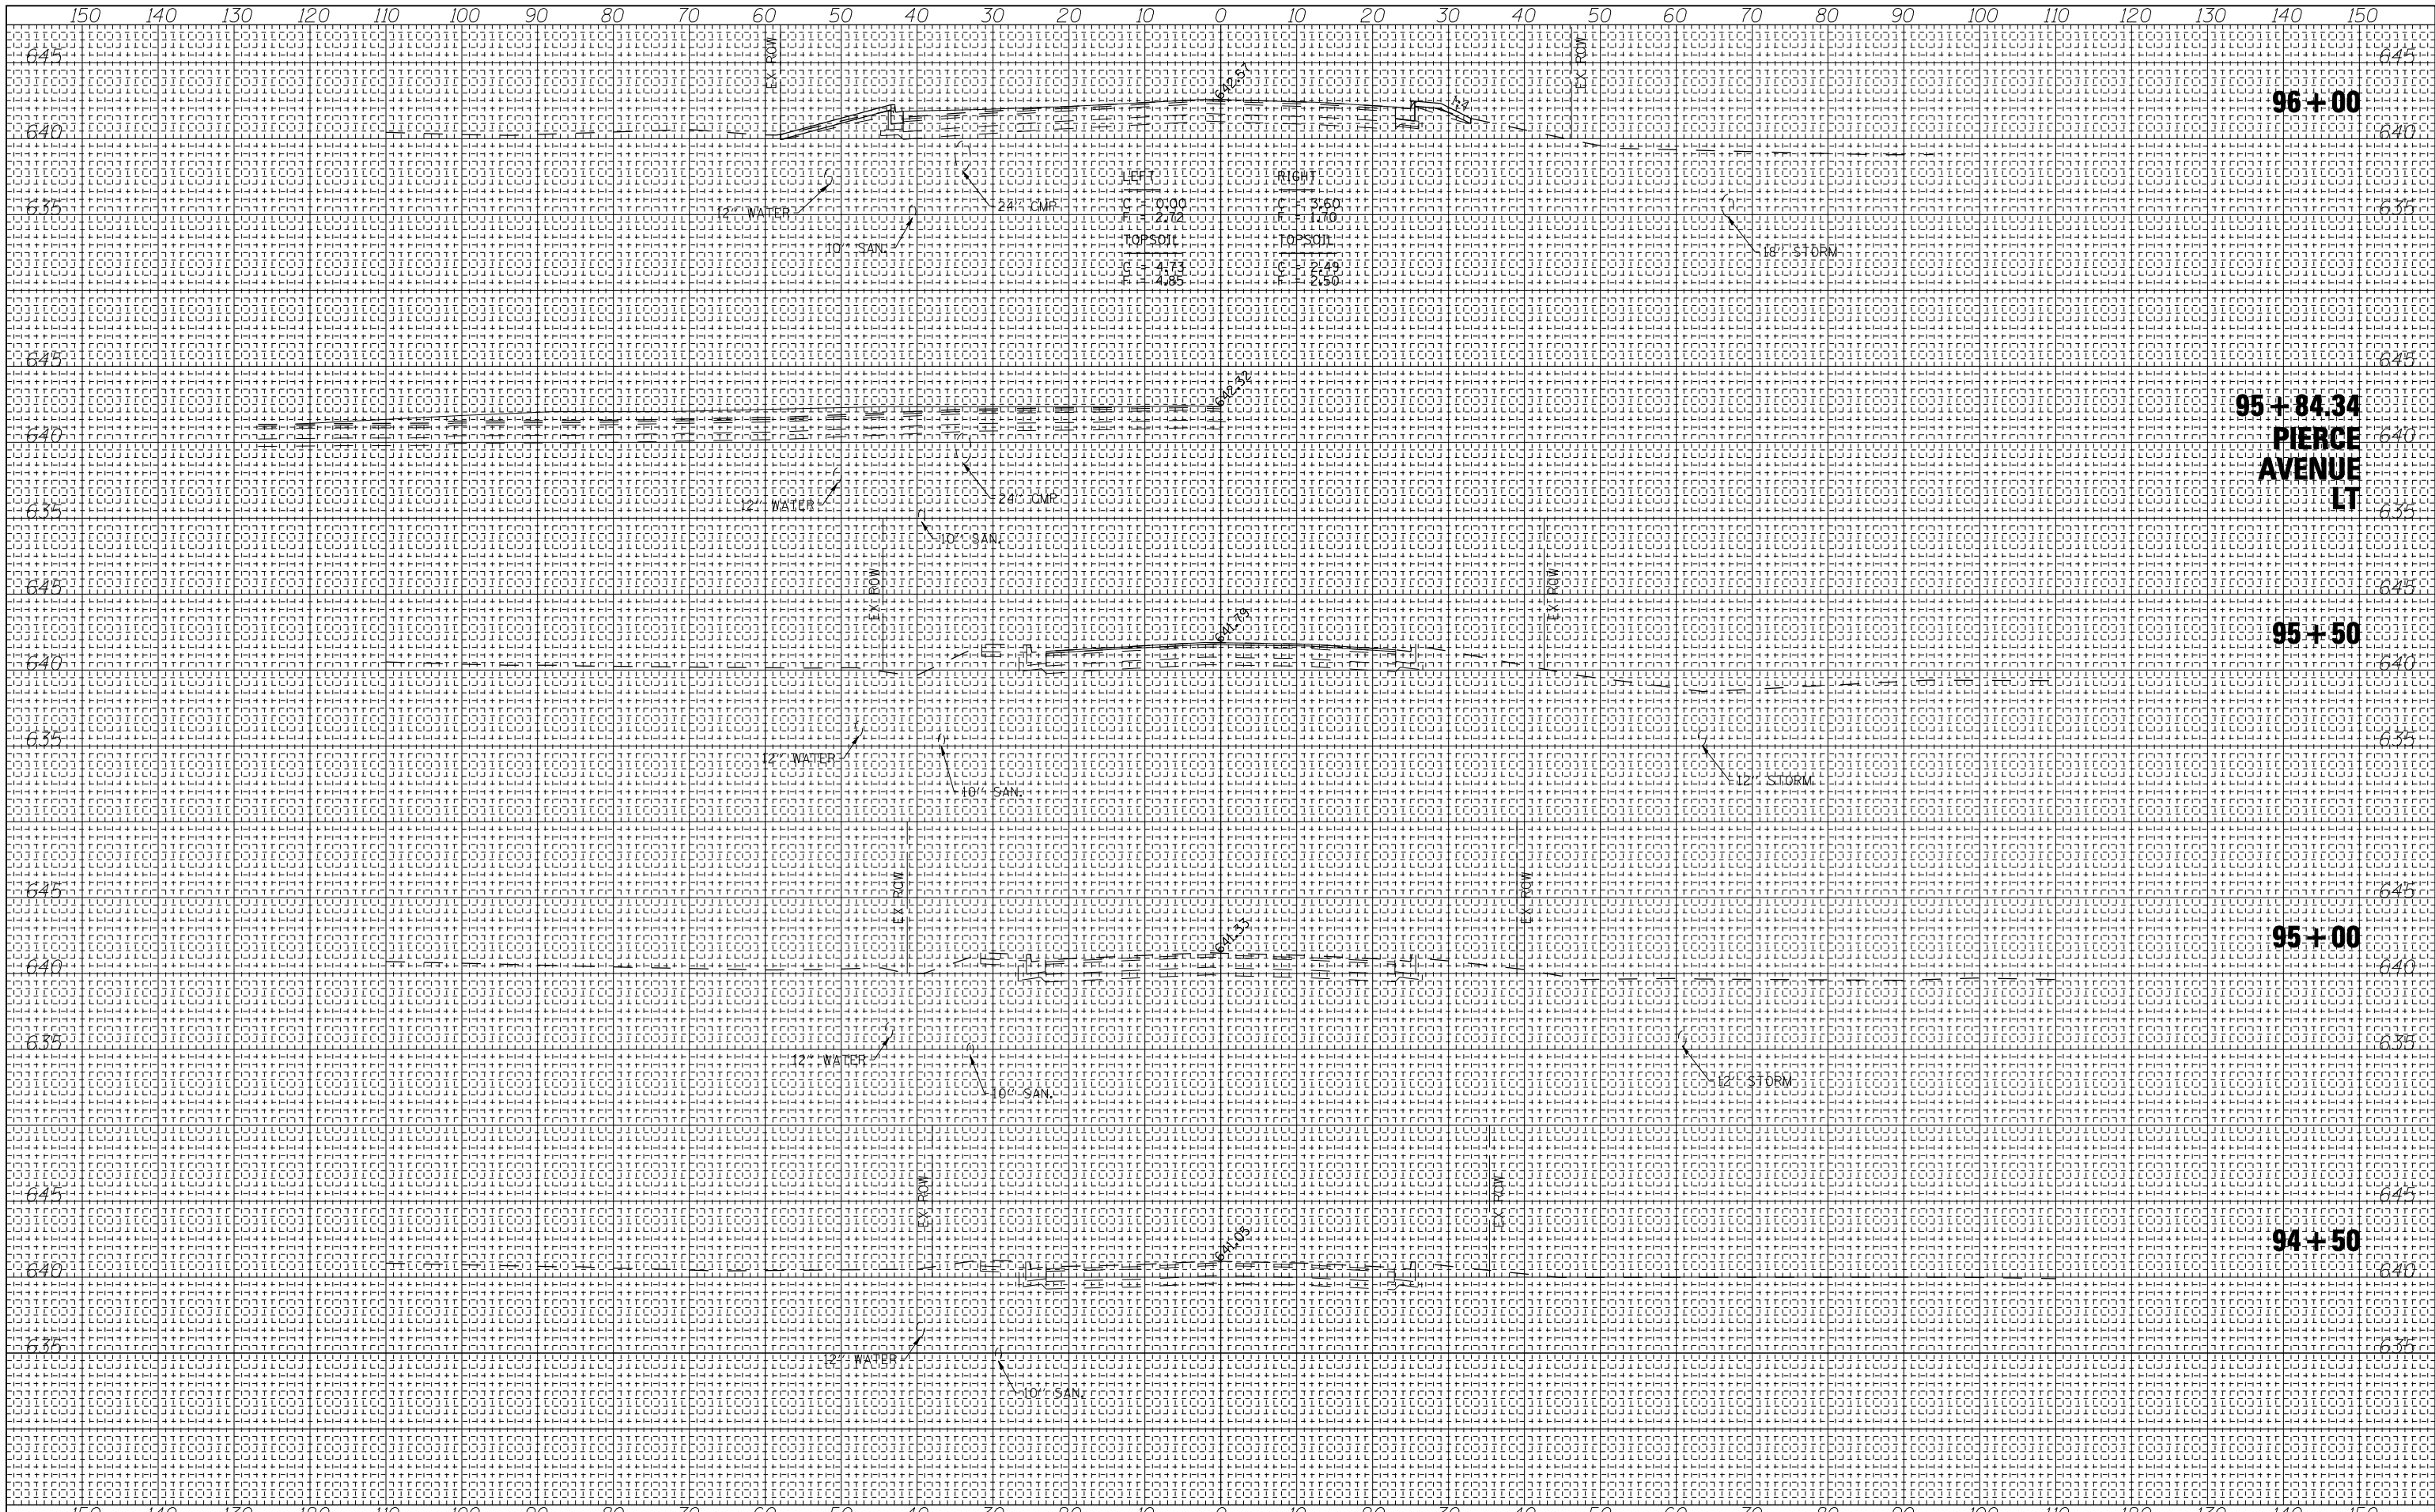 150 140 130 120 110 100 90 80 70 60 50 40 30 20 10 0 10 20 30 40 50 60 70 80 90 100 110 120 130 140 150
EX ROW
EX ROW
645
645
642.57
1:4
96 + 00
640
640
LEFT
RIGHT
C = 0.00
C = 3.60
F = 2.72
F = 1.70
12" WATER
24" CMP
635
635
TOPSOIL
TOPSOIL
10" SAN.
18" STORM
C = 4.73
C = 2.49
F = 4.85
F = 2.50
645
645
642.32
95 + 84.34
PIERCE
AVENUE
LT
640
640
12" WATER
24" CMP
635
635
10" SAN.
EX ROW
EX ROW
645
645
641.79
95 + 50
640
640
635
635
12" WATER
10" SAN.
12" STORM
EX ROW
EX ROW
645
645
641.33
95 + 00
640
640
635
635
12" WATER
10" SAN.
12" STORM
EX ROW
EX ROW
645
645
641.05
94 + 50
640
640
635
635
12" WATER
10" SAN.
150 140 130 120 110 100 90 80 70 60 50 40 30 20 10 0 10 20 30 40 50 60 70 80 90 100 110 120 130 140 150